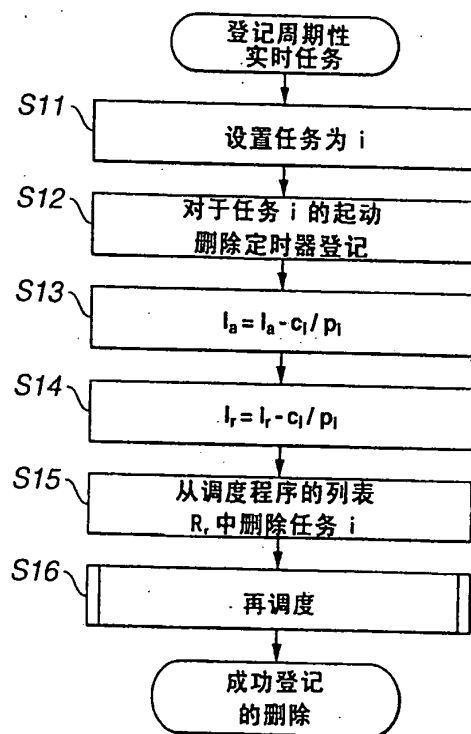 登记周期性
实时任务
S11
设置任务为 i
S12
对于任务 i 的起动
删除定时器登记
S13
Ia = Ia - ci / pi
S14
Ir = Ir - ci / pi
S15
从调度程序的列表
Rr 中删除任务 i
S16
再调度
成功登记
的删除